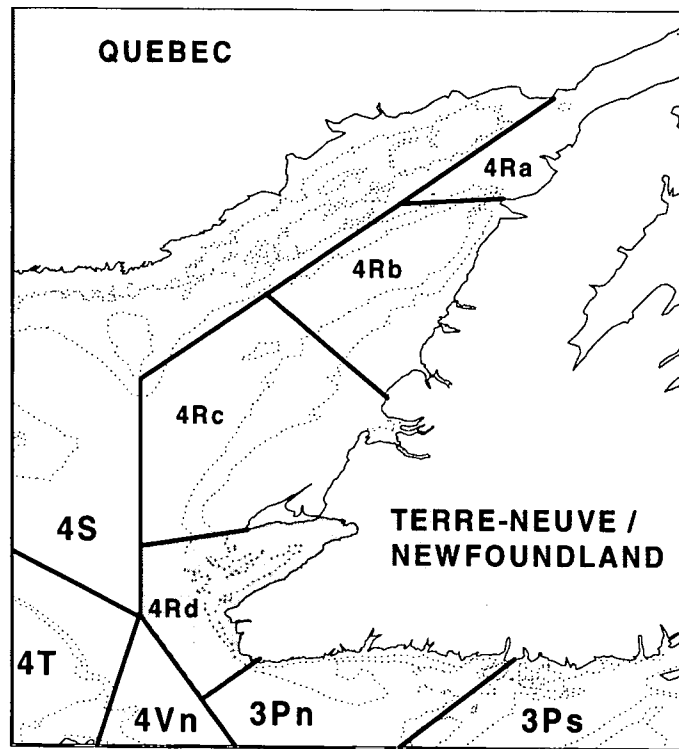 QUEBEC
4Ra
4Rb
4Rc
4S
TERRE-NEUVE /
NEWFOUNDLAND
4Rd
4T
4Vn
3Pn
3Ps